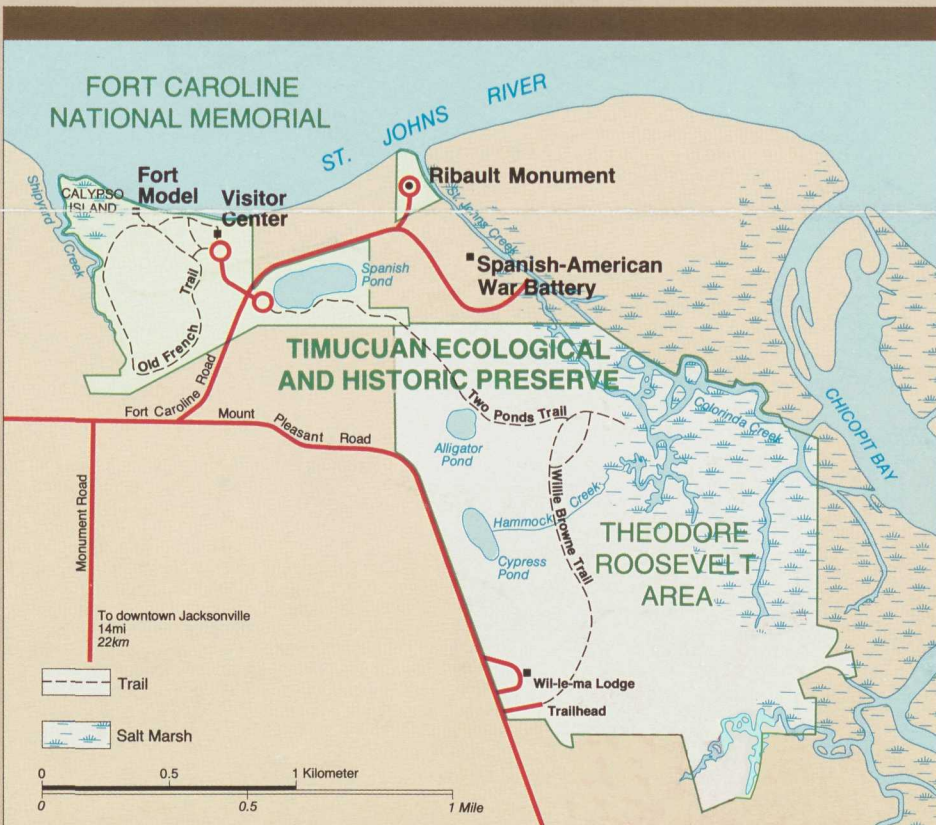 FORT CAROLINE
NATIONAL MEMORIAL
ST. JOHNS RIVER
Fort
Model
CALYPSO
ISLAND
Shipyard
Creek
Visitor
Center
Ribault Monument
St. Johns Creek
Spanish-American
War Battery
Spanish
Pond
Trail
Old French
TIMUCUAN ECOLOGICAL
AND HISTORIC PRESERVE
Fort Caroline Road
Mount Pleasant Road
Two Ponds Trail
Colorinda Creek
CHICOPIT BAY
Alligator
Pond
Monument Road
Willie Browne Trail
Hammock Creek
Cypress
Pond
THEODORE
ROOSEVELT
AREA
To downtown Jacksonville
14mi
22km
Trail
Wil-le-ma Lodge
Trailhead
Salt Marsh
0 0.5 1 Kilometer
0 0.5 1 Mile